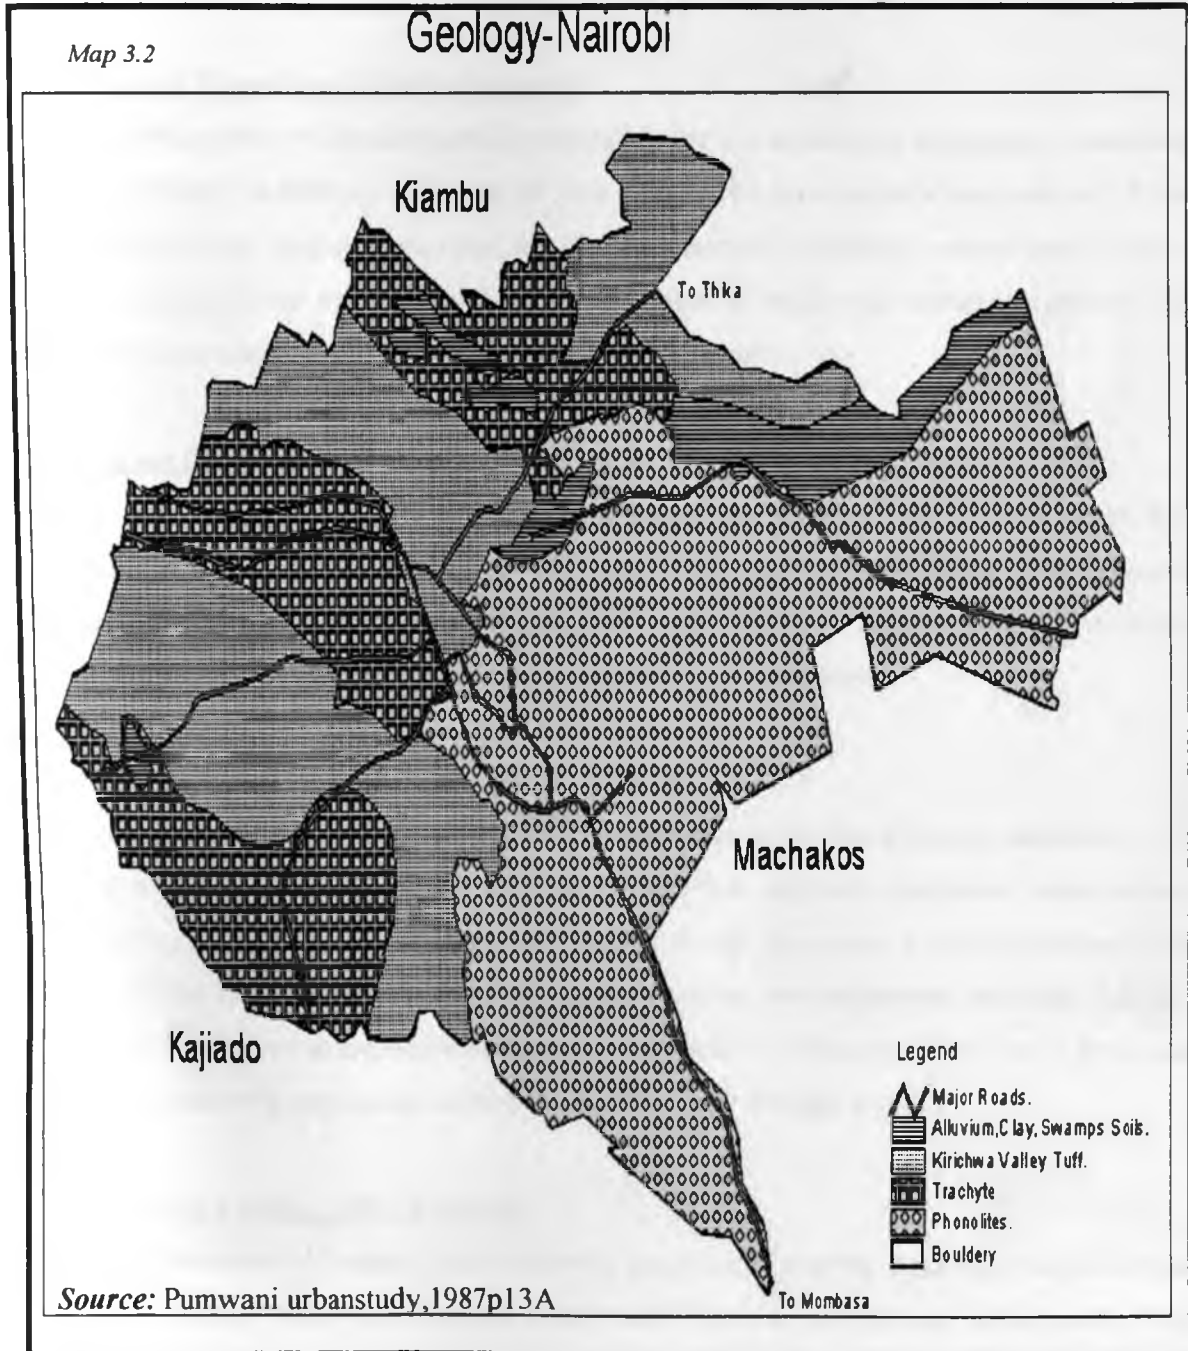 Geology-Nairobi
Map 3.2
Kiambu
To Thka
Machakos
Kajiado
Legend
Major Roads.
Alluvium,Clay,Swamps Soils.
Kirichwa Valley Tuff.
Trachyte
Phonolites.
Bouldery
Source: Pumwani urbanstudy,1987p13A
To Mombasa